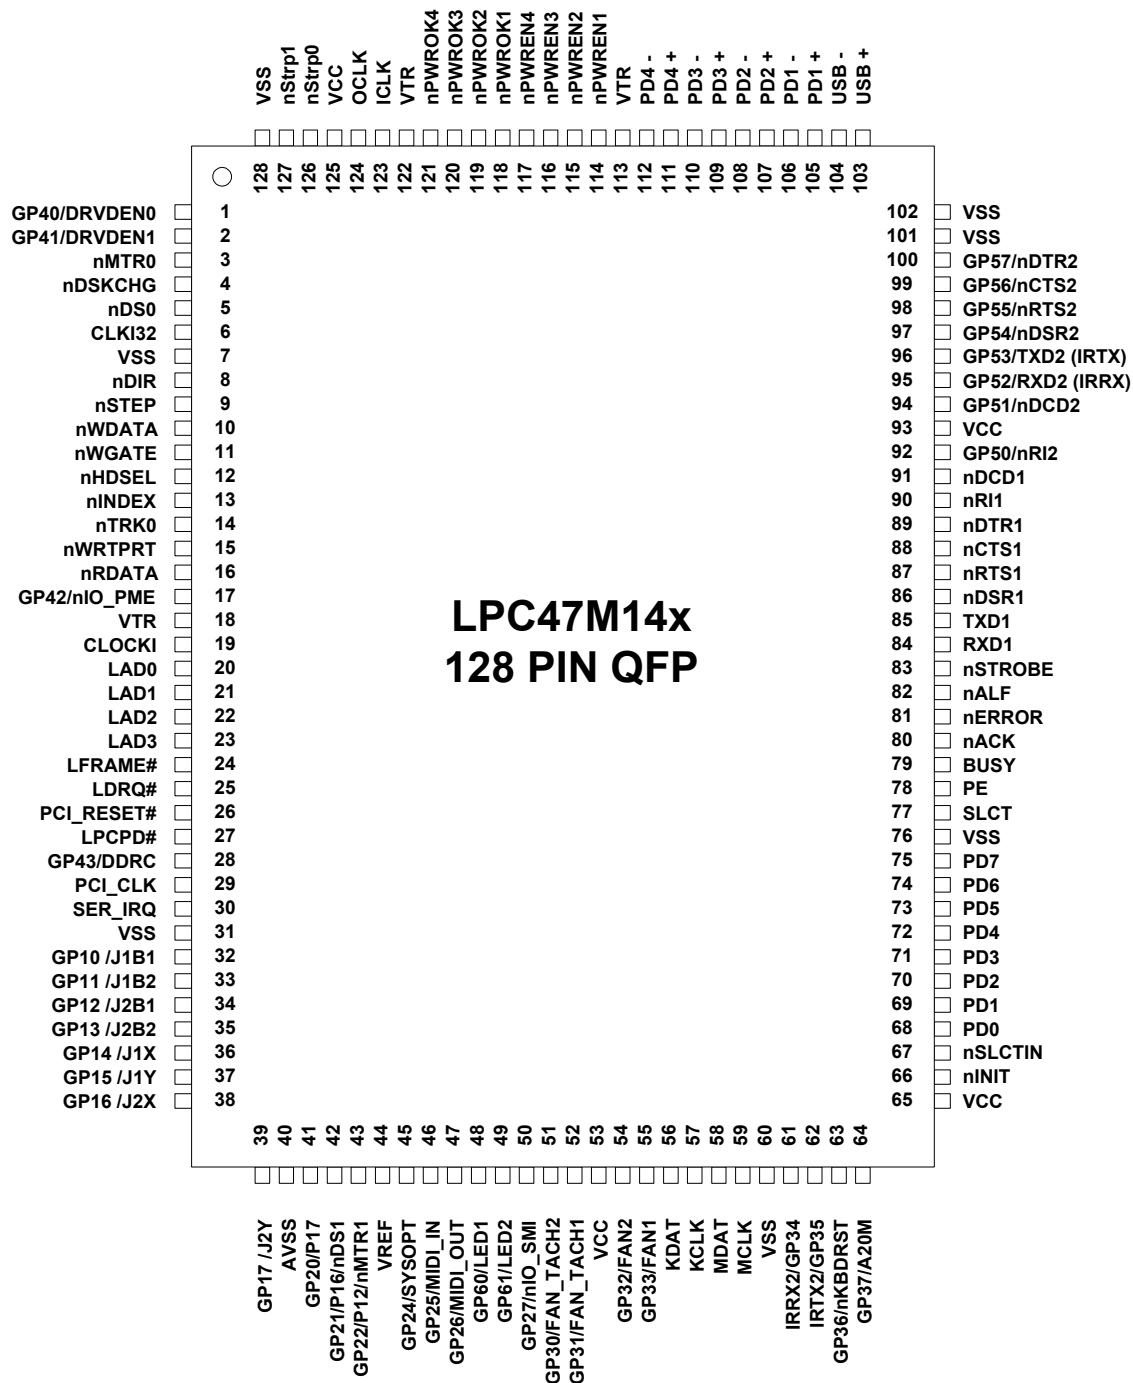 VSS
nStrp1
nStrp0
VCC
OCLK
ICLK
VTR
nPWROK4
nPWROK3
nPWROK2
nPWROK1
nPWREN4
nPWREN3
nPWREN2
nPWREN1
VTR
PD4 -
PD4 +
PD3 -
PD3 +
PD2 -
PD2 +
PD1 -
PD1 +
USB -
USB +
128
127
126
125
124
123
122
121
120
119
118
117
116
115
114
113
112
111
110
109
108
107
106
105
104
103
GP40/DRVDEN0 1
GP41/DRVDEN1 2
nMTR0 3
nDSKCHG 4
nDS0 5
CLKI32 6
VSS 7
nDIR 8
nSTEP 9
nWDATA 10
nWGATE 11
nHDSEL 12
nINDEX 13
nTRK0 14
nWRTPRT 15
nRDATA 16
GP42/nIO_PME 17
VTR 18
CLOCKI 19
LAD0 20
LAD1 21
LAD2 22
LAD3 23
LFRAME# 24
LDRQ# 25
PCI_RESET# 26
LPCPD# 27
GP43/DDRC 28
PCI_CLK 29
SER_IRQ 30
VSS 31
GP10 /J1B1 32
GP11 /J1B2 33
GP12 /J2B1 34
GP13 /J2B2 35
GP14 /J1X 36
GP15 /J1Y 37
GP16 /J2X 38
LPC47M14x
128 PIN QFP
102 VSS
101 VSS
100 GP57/nDTR2
99 GP56/nCTS2
98 GP55/nRTS2
97 GP54/nDSR2
96 GP53/TXD2 (IRTX)
95 GP52/RXD2 (IRRX)
94 GP51/nDCD2
93 VCC
92 GP50/nRI2
91 nDCD1
90 nRI1
89 nDTR1
88 nCTS1
87 nRTS1
86 nDSR1
85 TXD1
84 RXD1
83 nSTROBE
82 nALF
81 nERROR
80 nACK
79 BUSY
78 PE
77 SLCT
76 VSS
75 PD7
74 PD6
73 PD5
72 PD4
71 PD3
70 PD2
69 PD1
68 PD0
67 nSLCTIN
66 nINIT
65 VCC
39
40
41
42
43
44
45
46
47
48
49
50
51
52
53
54
55
56
57
58
59
60
61
62
63
64
GP17 /J2Y
AVSS
GP20/P17
GP21/P16/nDS1
GP22/P12/nMTR1
VREF
GP24/SYSOPT
GP25/MIDI_IN
GP26/MIDI_OUT
GP60/LED1
GP61/LED2
GP27/nIO_SMI
GP30/FAN_TACH2
GP31/FAN_TACH1
VCC
GP32/FAN2
GP33/FAN1
KDAT
KCLK
MDAT
MCLK
VSS
IRRX2/GP34
IRTX2/GP35
GP36/nKBDRST
GP37/A20M